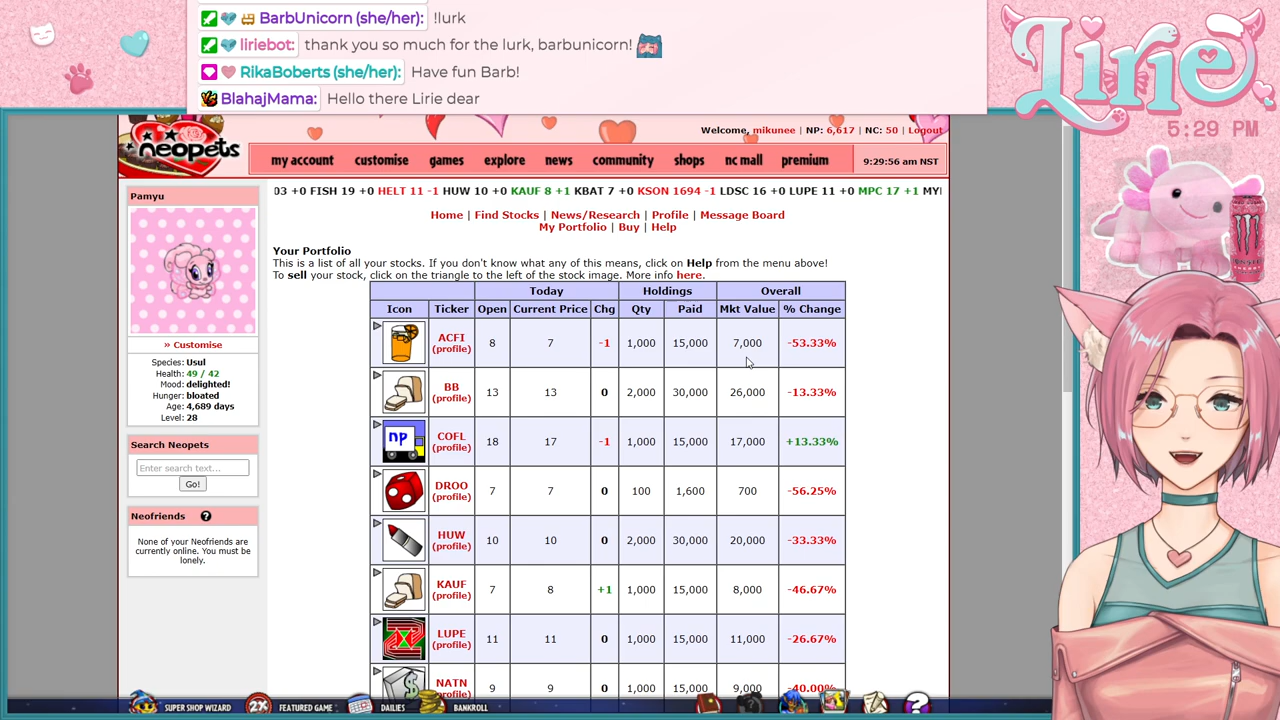 BarbUnicorn (she/her): !lurk
liriebot: thank you so much for the lurk, barbunicorn!
RikaBoberts (she/her): Have fun Barb!
BlahajMama: Hello there Lirie dear
Lirie
5:29 PM
neopets
Welcome, mikunee | NP: 6,617 | NC: 50 | Logout
my account customise games explore news community shops nc mall premium
9:29:56 am NST
03 +0 FISH 19 +0 HELT 11 -1 HUW 10 +0 KAUF 8 +1 KBAT 7 +0 KSON 1694 -1 LDSC 16 +0 LUPE 11 +0 MPC 17 +1 MY
Home | Find Stocks | News/Research | Profile | Message Board
My Portfolio | Buy | Help
Pamyu
» Customise
Species: Usul
Health: 49 / 42
Mood: delighted!
Hunger: bloated
Age: 4,689 days
Level: 28
Search Neopets
Enter search text...
Go!
Neofriends ?
None of your Neofriends are
currently online. You must be
lonely.
Your Portfolio
This is a list of all your stocks. If you don't know what any of this means, click on Help from the menu above!
To sell your stock, click on the triangle to the left of the stock image. More info here.
Today Holdings Overall
Icon Ticker Open Current Price Chg Qty Paid Mkt Value % Change
ACFI (profile) 8 7 -1 1,000 15,000 7,000 -53.33%
BB (profile) 13 13 0 2,000 30,000 26,000 -13.33%
np COFL (profile) 18 17 -1 1,000 15,000 17,000 +13.33%
DROO (profile) 7 7 0 100 1,600 700 -56.25%
HUW (profile) 10 10 0 2,000 30,000 20,000 -33.33%
KAUF (profile) 7 8 +1 1,000 15,000 8,000 -46.67%
LUPE (profile) 11 11 0 1,000 15,000 11,000 -26.67%
NATN (profile) 9 9 0 1,000 15,000 9,000 -40.00%
SUPER SHOP WIZARD 2X FEATURED GAME DAILIES BANKROLL ?